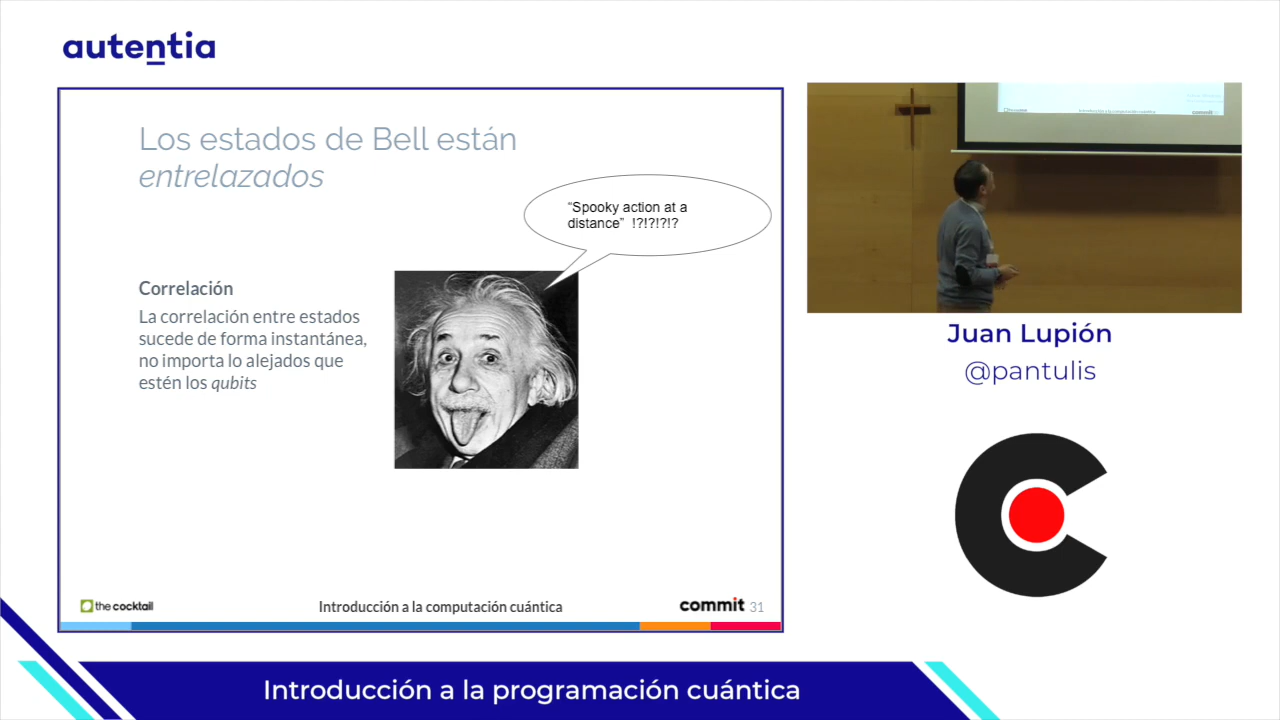 autentia
Los estados de Bell están
entrelazados
"Spooky action at a
distance" !?!?!?!?
Correlación
La correlación entre estados
sucede de forma instantánea,
no importa lo alejados que
estén los qubits
the cocktail
Introducción a la computación cuántica
commit 31
Juan Lupión
@pantulis
Introducción a la programación cuántica